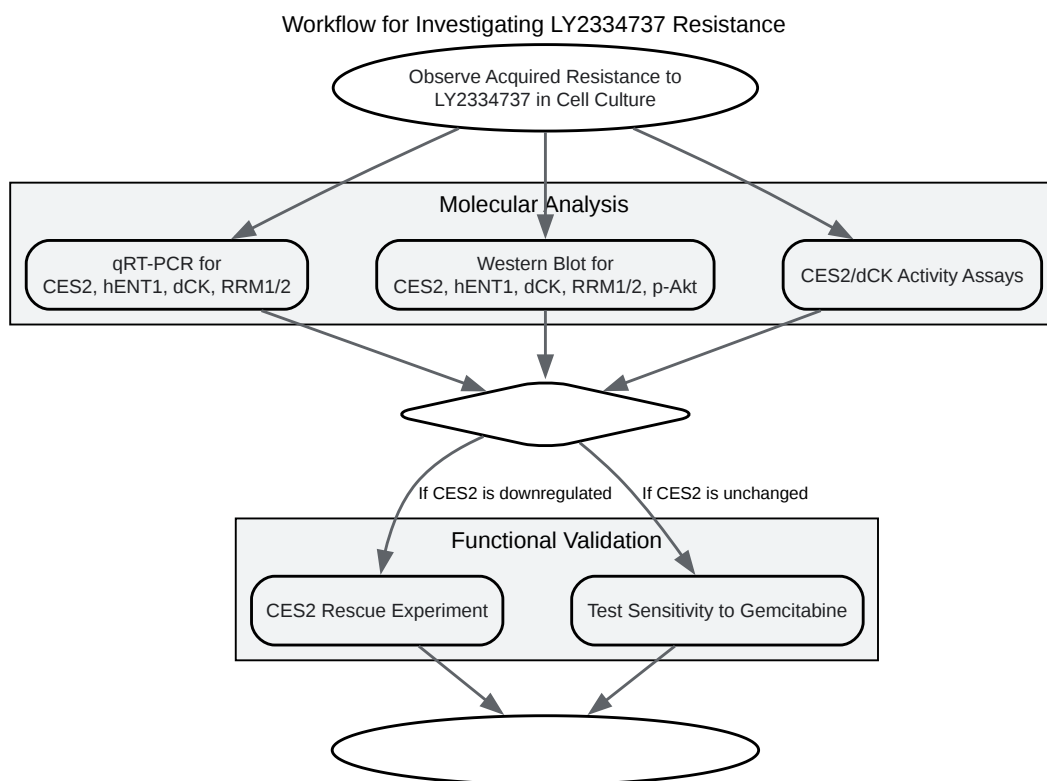 Workflow for Investigating LY2334737 Resistance
Observe Acquired Resistance to
LY2334737 in Cell Culture
Molecular Analysis
qRT-PCR for
CES2, hENT1, dCK, RRM1/2
Western Blot for
CES2, hENT1, dCK, RRM1/2, p-Akt
CES2/dCK Activity Assays
If CES2 is downregulated
If CES2 is unchanged
Functional Validation
CES2 Rescue Experiment
Test Sensitivity to Gemcitabine